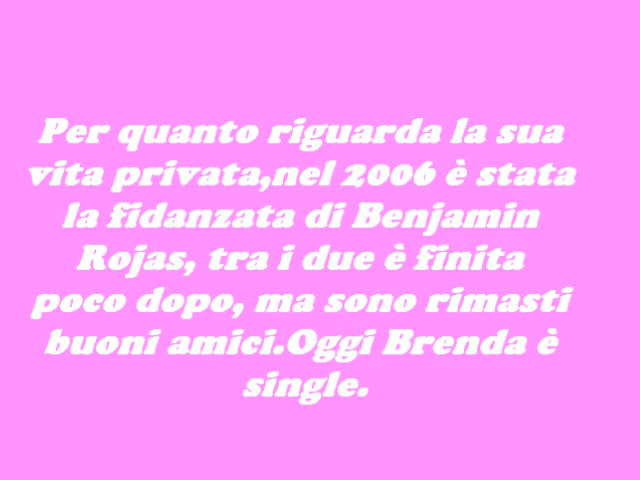 Per quanto riguarda la sua
vita privata,nel 2006 è stata
la fidanzata di Benjamin
Rojas, tra i due è finita
poco dopo, ma sono rimasti
buoni amici.Oggi Brenda è
single.